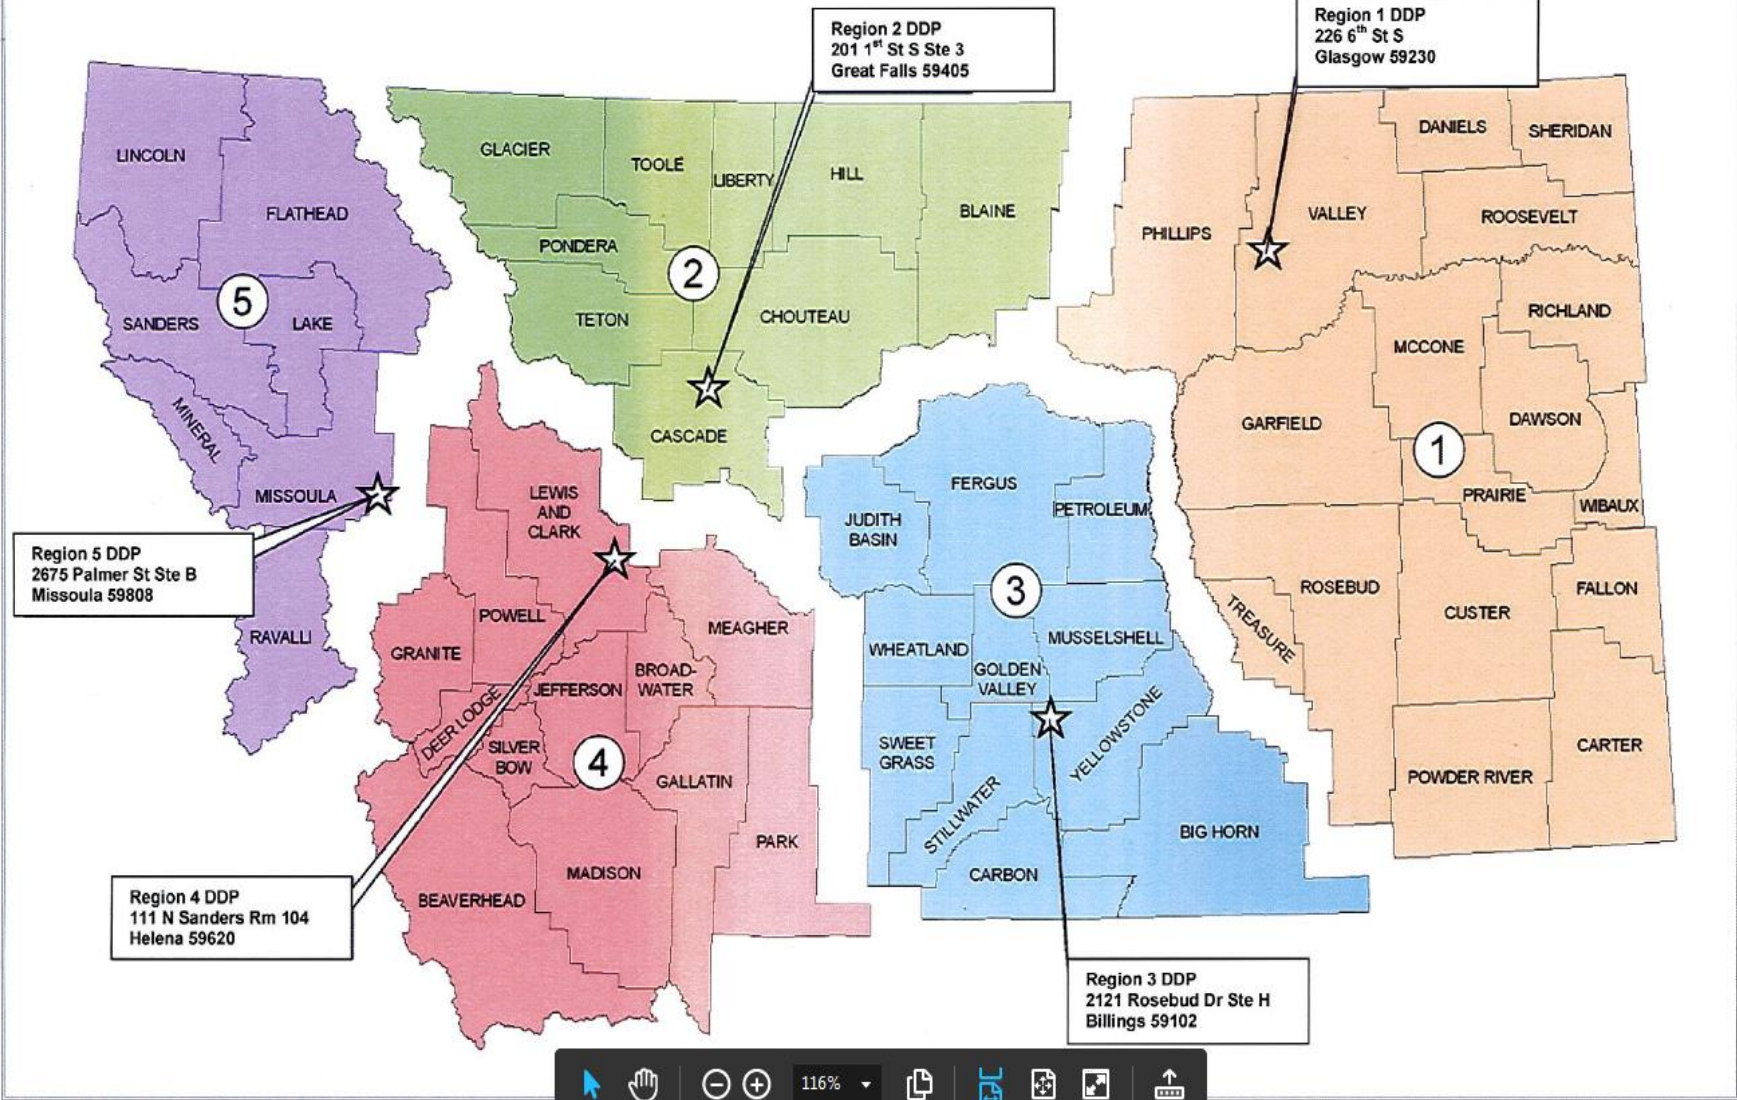 Region 2 DDP
201 1st St S Ste 3
Great Falls 59405
Region 1 DDP
226 6th St S
Glasgow 59230
LINCOLN
FLATHEAD
5
SANDERS
LAKE
MINERAL
MISSOULA
RAVALLI
Region 5 DDP
2675 Palmer St Ste B
Missoula 59808
GLACIER
TOOLE
LIBERTY
HILL
BLAINE
PONDERA
2
TETON
CHOUTEAU
CASCADE
DANIELS
SHERIDAN
PHILLIPS
VALLEY
ROOSEVELT
RICHLAND
MCCONE
GARFIELD
DAWSON
1
PRAIRIE
WIBAUX
ROSEBUD
TREASURE
CUSTER
FALLON
POWDER RIVER
CARTER
LEWIS
AND
CLARK
POWELL
GRANITE
MEAGHER
BROAD-
WATER
JEFFERSON
DEER LODGE
SILVER
BOW
4
GALLATIN
PARK
MADISON
BEAVERHEAD
Region 4 DDP
111 N Sanders Rm 104
Helena 59620
FERGUS
PETROLEUM
JUDITH
BASIN
3
WHEATLAND
GOLDEN
VALLEY
MUSSELSHELL
SWEET
GRASS
STILLWATER
YELLOWSTONE
BIG HORN
CARBON
Region 3 DDP
2121 Rosebud Dr Ste H
Billings 59102
116%